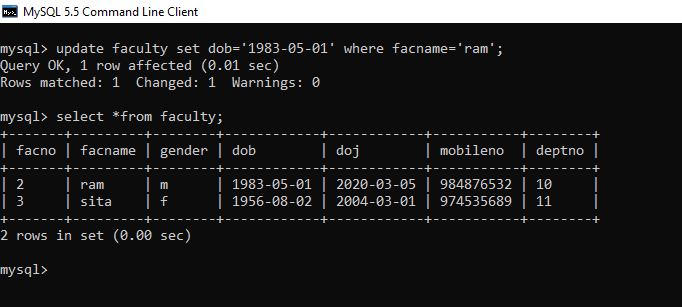 MySQL 5.5 Command Line Client
mysql> update faculty set dob='1983-05-01' where facname='ram';
Query OK, 1 row affected (0.01 sec)
Rows matched: 1  Changed: 1  Warnings: 0
mysql> select *from faculty;
+-------+---------+--------+------------+------------+-----------+--------+
| facno | facname | gender | dob        | doj        | mobileno  | deptno |
+-------+---------+--------+------------+------------+-----------+--------+
| 2     | ram     | m      | 1983-05-01 | 2020-03-05 | 984876532 | 10     |
| 3     | sita    | f      | 1956-08-02 | 2004-03-01 | 974535689 | 11     |
+-------+---------+--------+------------+------------+-----------+--------+
2 rows in set (0.00 sec)
mysql>